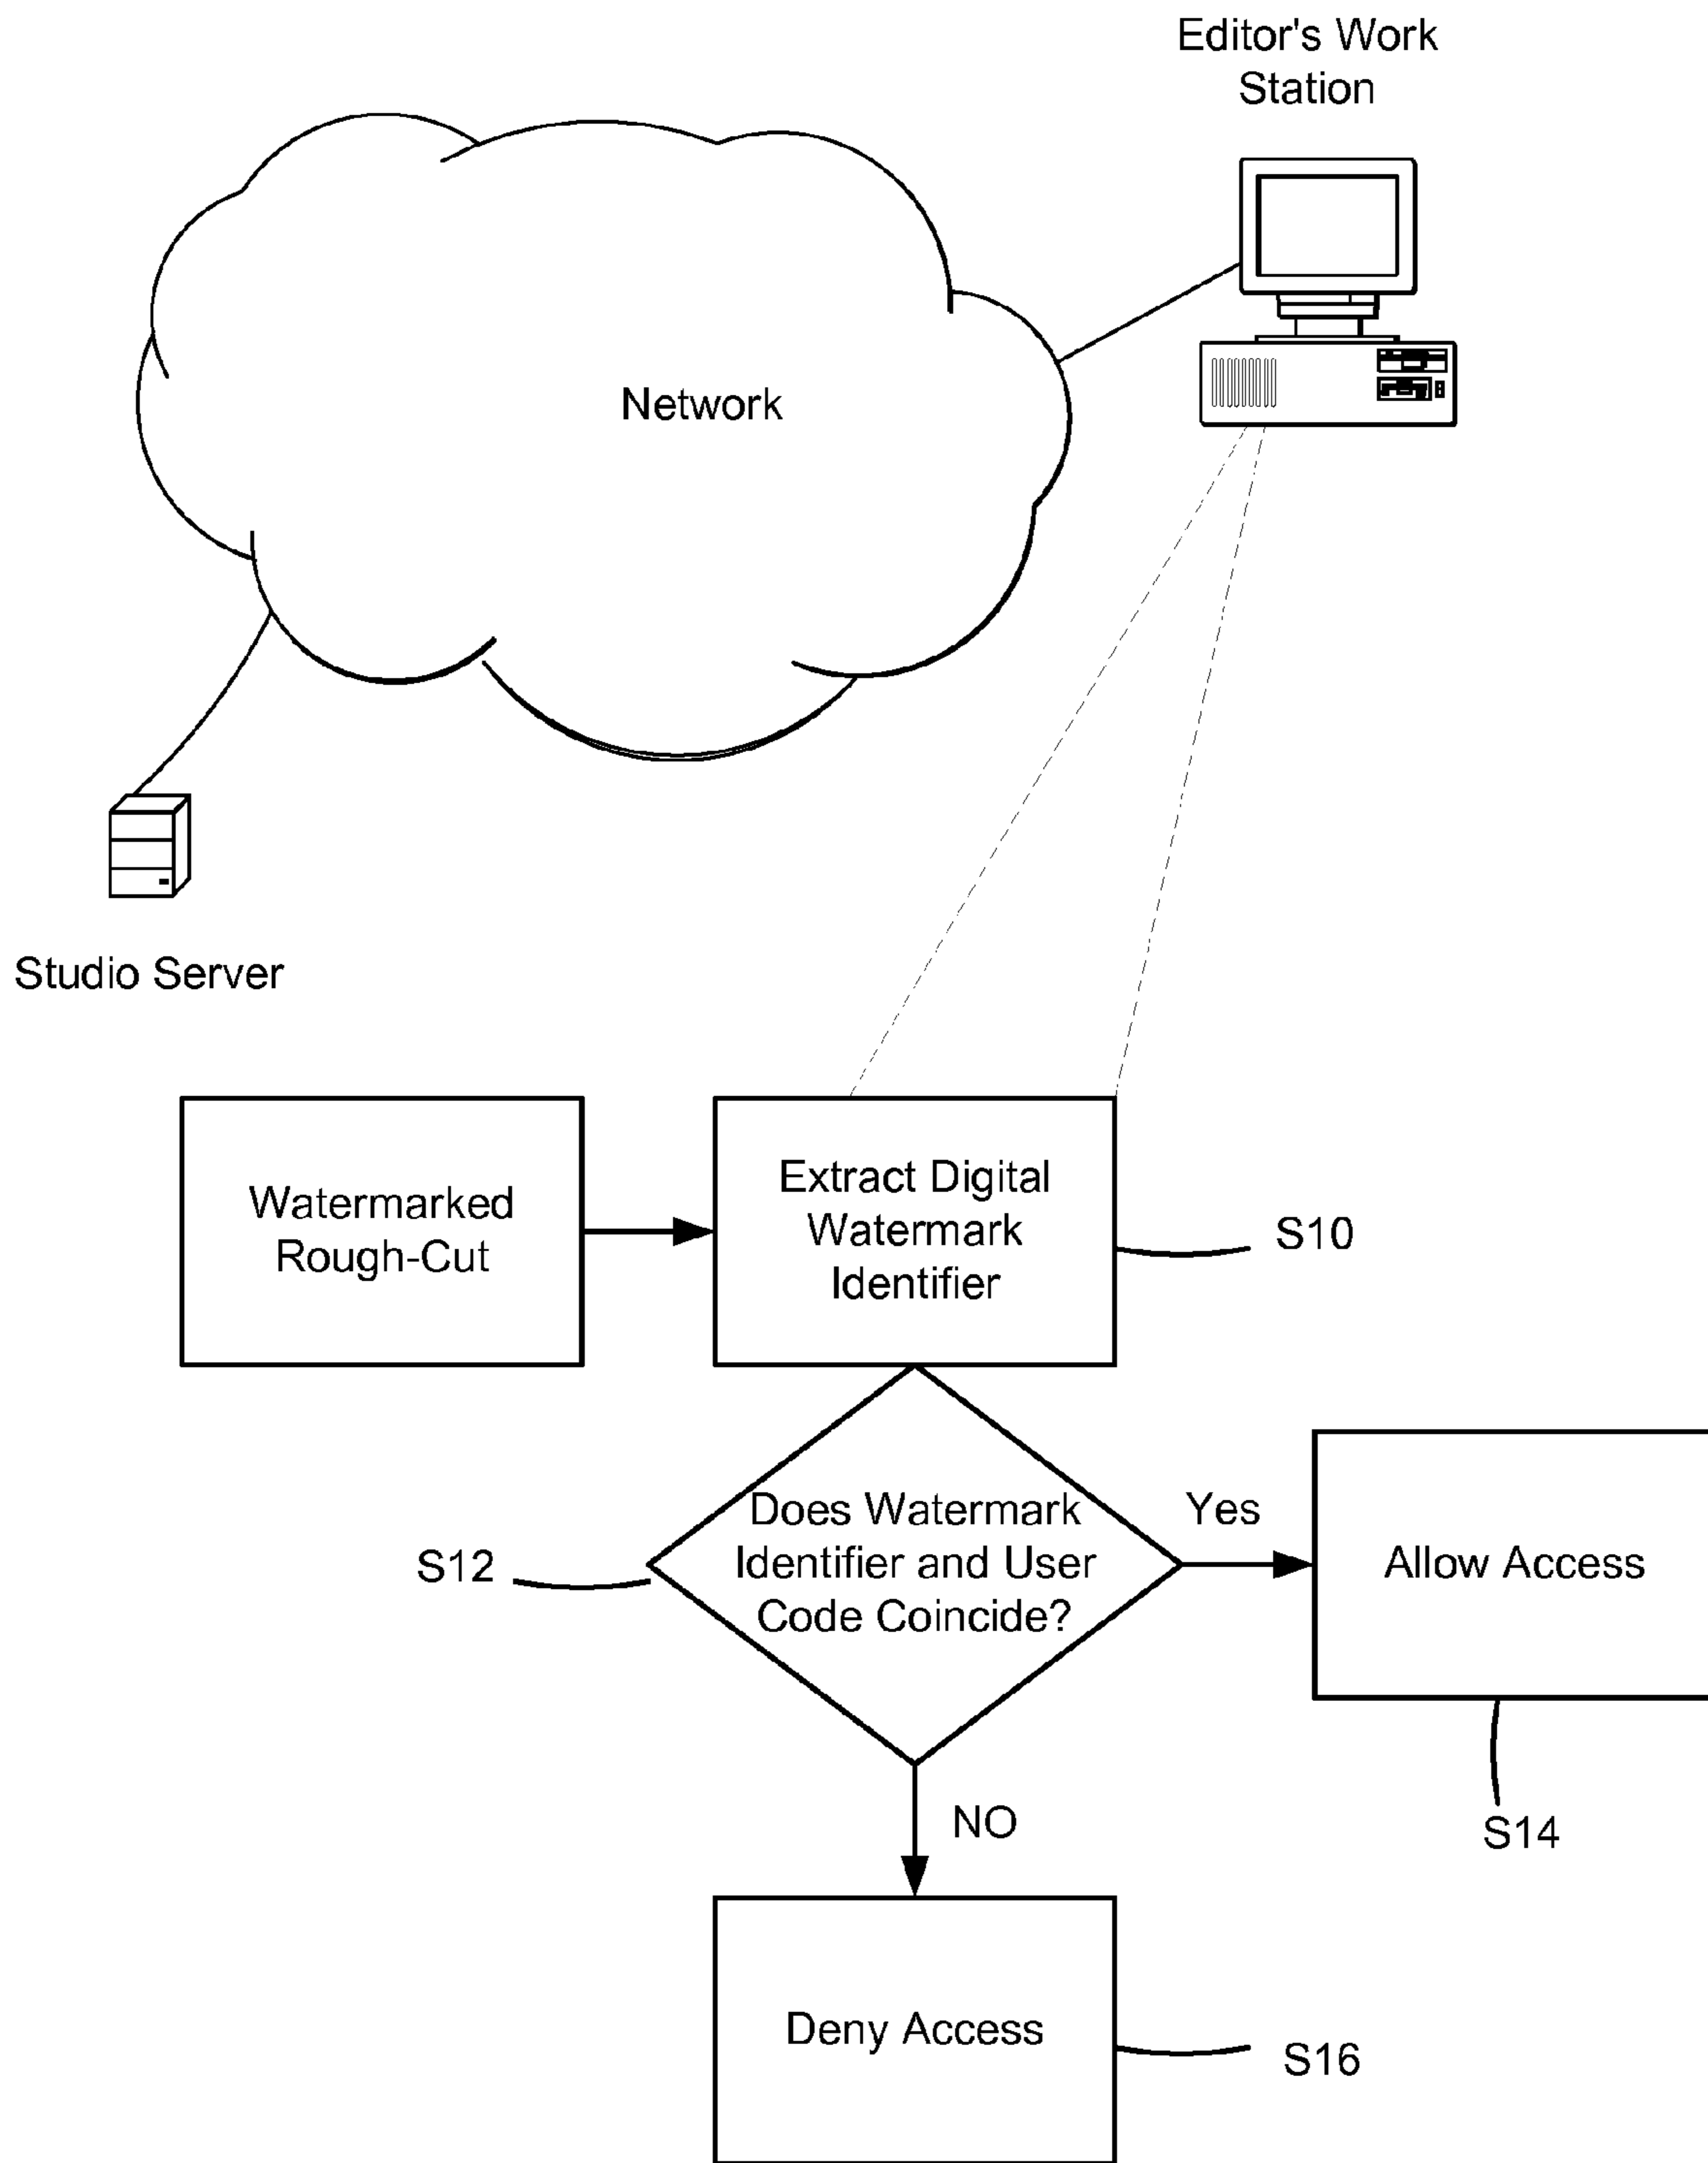 Editor's Work
Station
Network
Studio Server
Watermarked
Rough-Cut
Extract Digital
Watermark
Identifier
S10
Does Watermark
Identifier and User
Code Coincide?
S12
Yes
Allow Access
S14
NO
Deny Access
S16